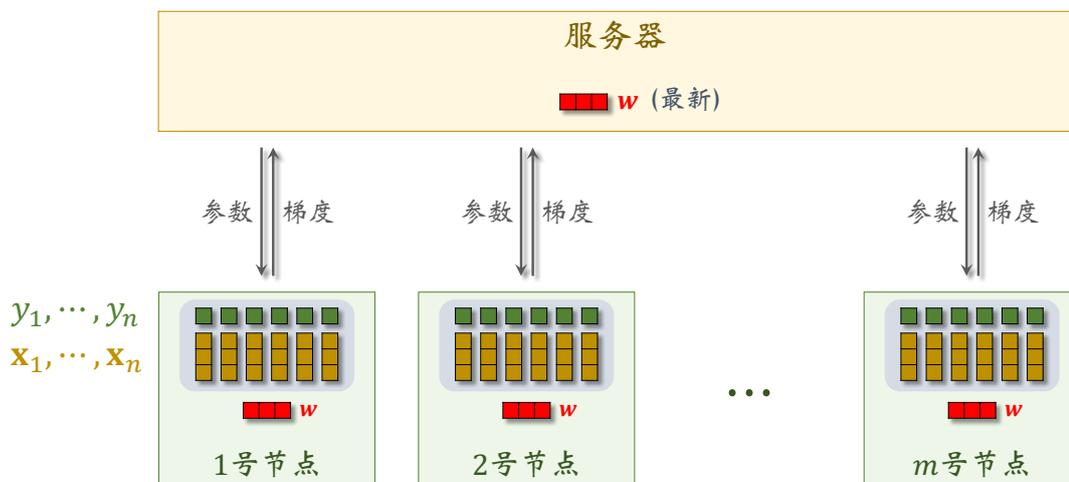 服务器
w (最新)
参数 梯度 参数 梯度 参数 梯度
y₁, ⋯ , yₙ
x₁, ⋯ , xₙ
...
w w w
1号节点 2号节点 m号节点